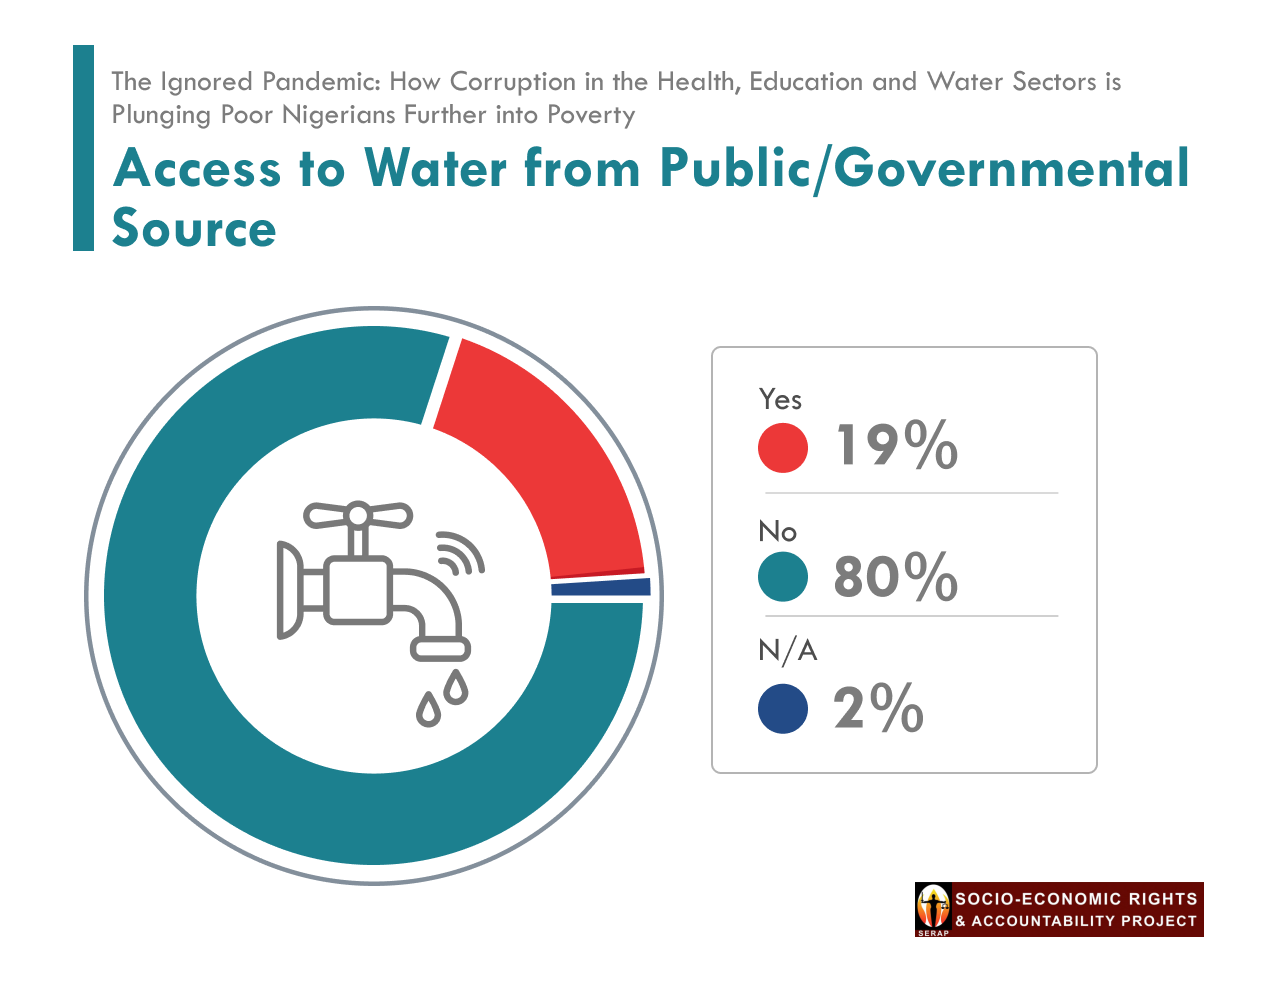 The Ignored Pandemic: How Corruption in the Health, Education and Water Sectors is
Plunging Poor Nigerians Further into Poverty
Access to Water from Public/Governmental
Source
Yes
19%
No
80%
N/A
2%
SOCIO-ECONOMIC RIGHTS
& ACCOUNTABILITY PROJECT
SERAP